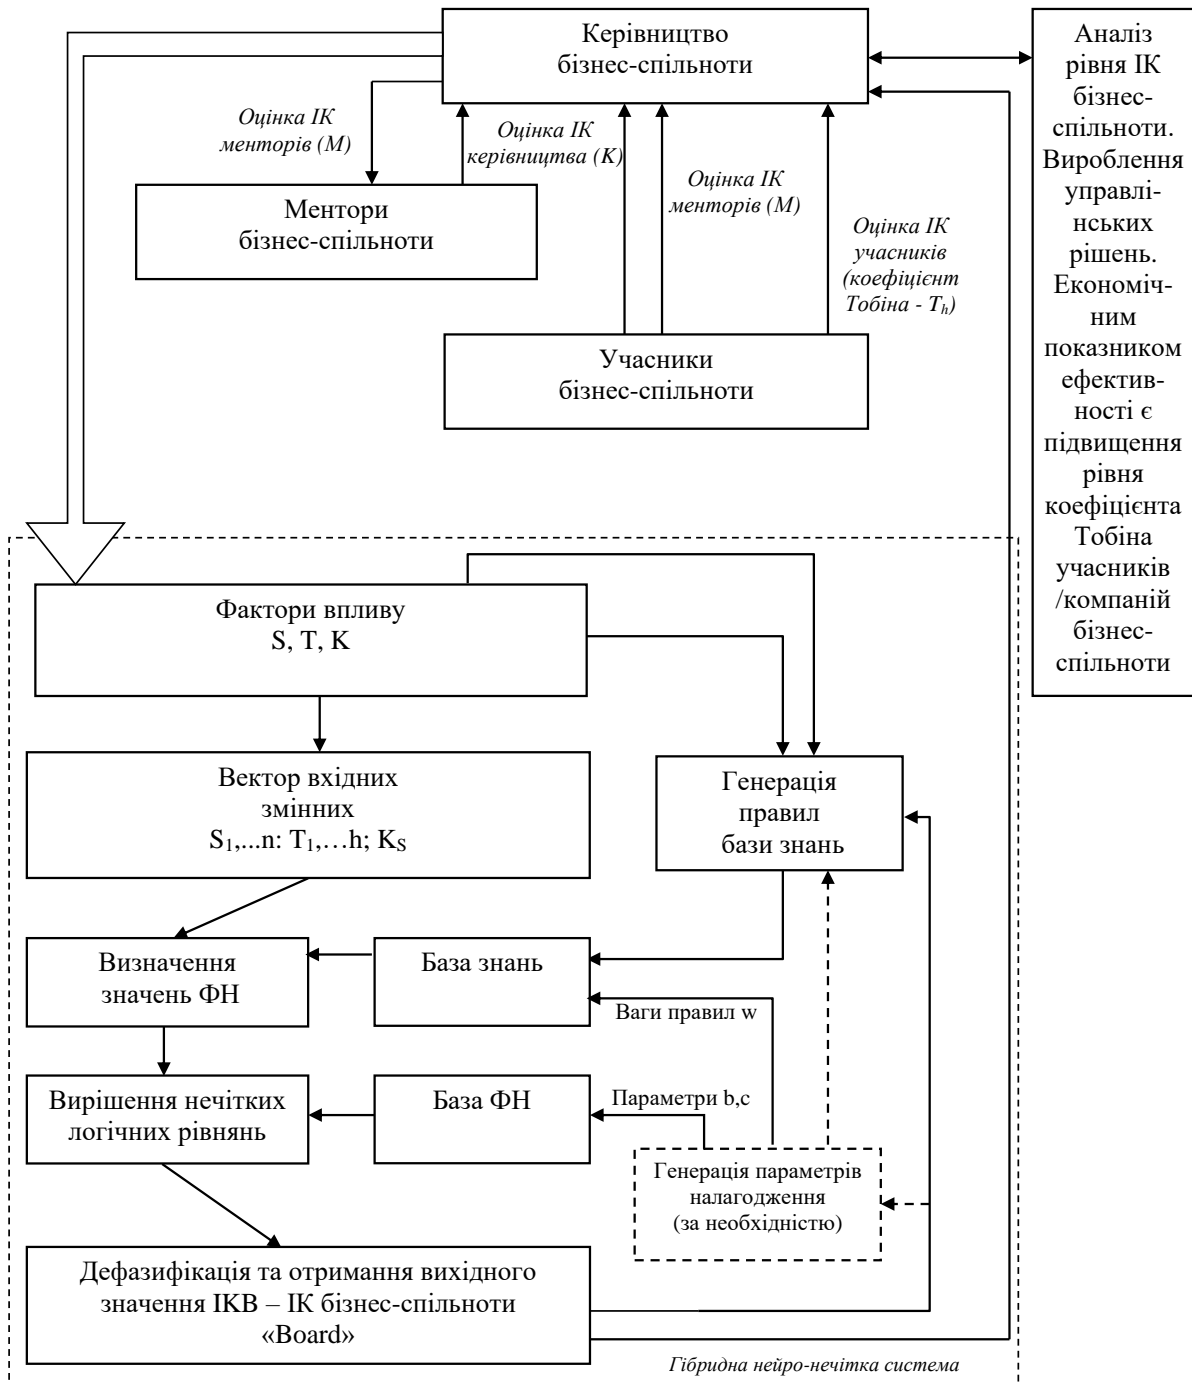 Керівництво
бізнес-спільноти
Аналіз
рівня ІК
бізнес-
спільноти.
Вироблення
управлі-
нських
рішень.
Економіч-
ним
показником
ефектив-
ності є
підвищення
рівня
коефіцієнта
Тобіна
учасників
/компаній
бізнес-
спільноти
Оцінка ІК
менторів (М)
Оцінка ІК
керівництва (К)
Оцінка ІК
менторів (М)
Оцінка ІК
учасників
(коефіцієнт
Тобіна - Th)
Ментори
бізнес-спільноти
Учасники
бізнес-спільноти
Фактори впливу
S, T, K
Вектор вхідних
змінних
S1,...n: T1,…h; KS
Генерація
правил
бази знань
Визначення
значень ФН
База знань
Ваги правил w
Вирішення нечітких
логічних рівнянь
База ФН
Параметри b,c
Генерація параметрів
налагодження
(за необхідністю)
Дефазифікація та отримання вихідного
значення IKB – ІК бізнес-спільноти
«Board»
Гібридна нейро-нечітка система